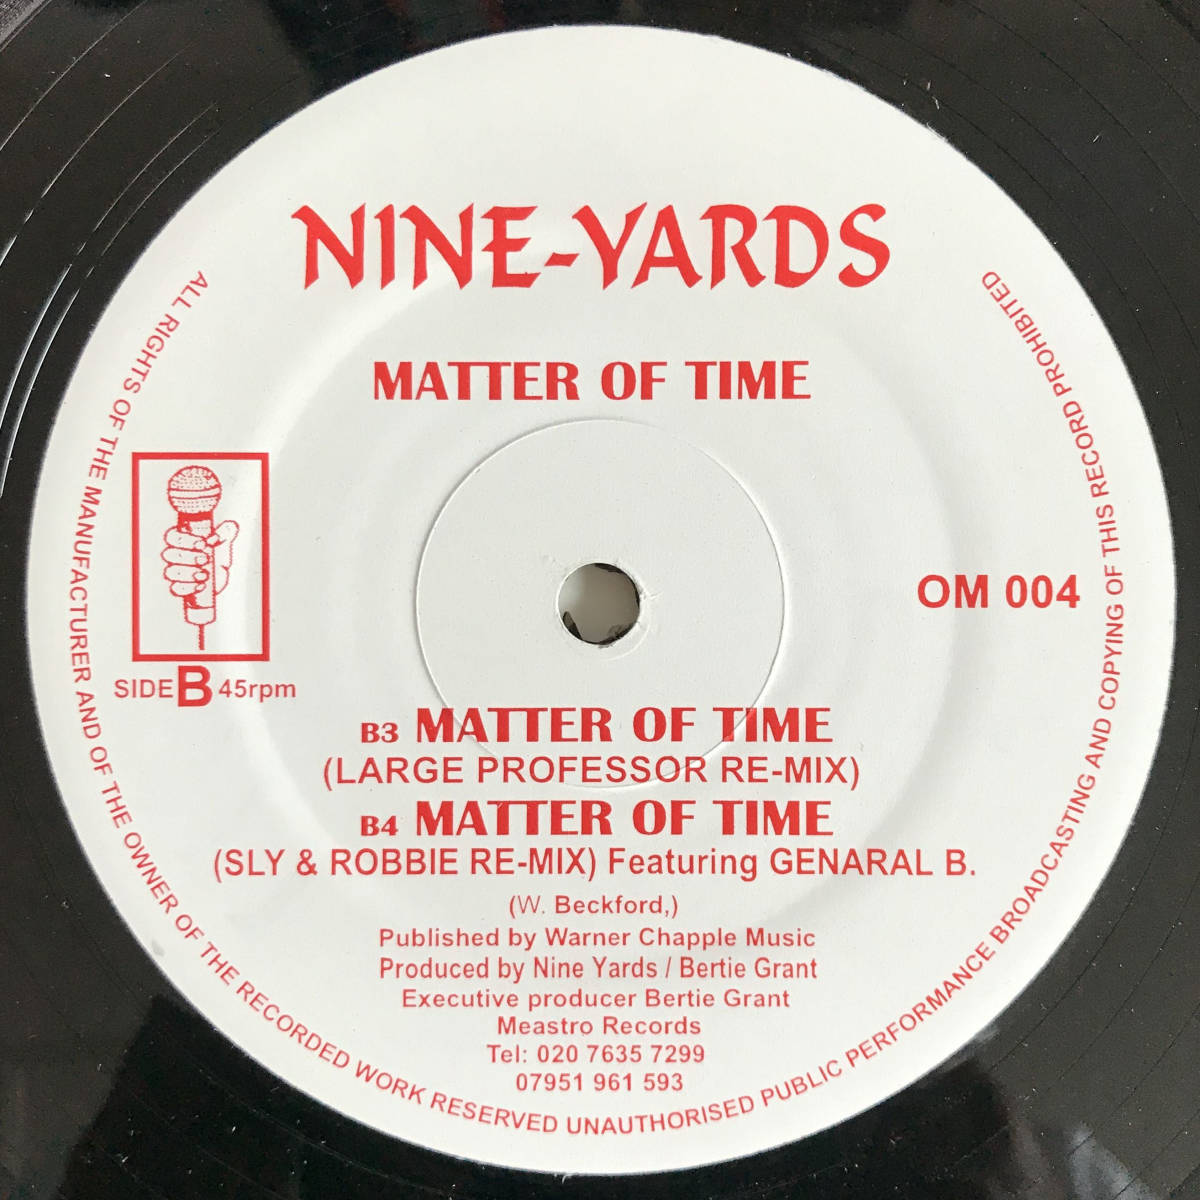 NINE-YARDS
MATTER OF TIME
OM 004
SIDE B 45rpm
B3 MATTER OF TIME
(LARGE PROFESSOR RE-MIX)
B4 MATTER OF TIME
(SLY & ROBBIE RE-MIX) Featuring GENARAL B.
(W. Beckford,)
Published by Warner Chapple Music
Produced by Nine Yards / Bertie Grant
Executive producer Bertie Grant
Meastro Records
Tel: 020 7635 7299
07951 961 593
ALL RIGHTS OF THE MANUFACTURER AND OF THE OWNER OF THE RECORDED WORK RESERVED UNAUTHORISED PUBLIC PERFORMANCE BROADCASTING AND COPYING OF THIS RECORD PROHIBITED